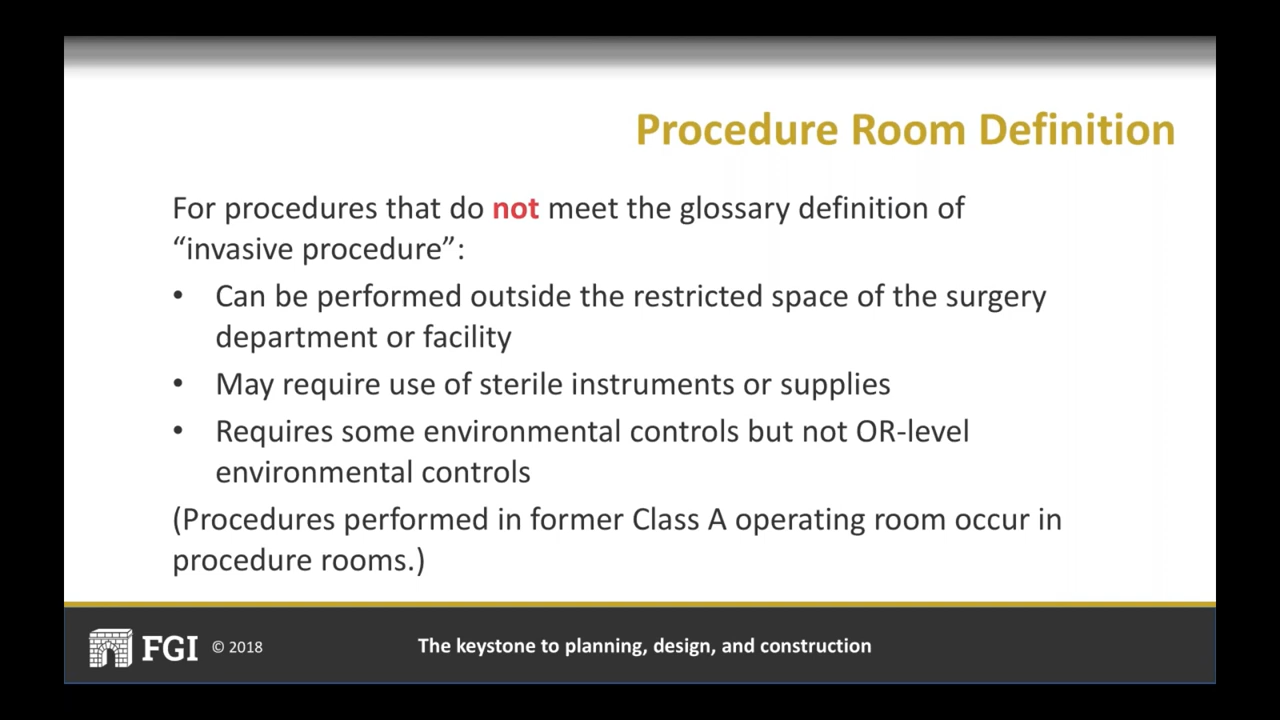 Procedure Room Definition
For procedures that do not meet the glossary definition of
“invasive procedure”:
• Can be performed outside the restricted space of the surgery
department or facility
• May require use of sterile instruments or supplies
• Requires some environmental controls but not OR-level
environmental controls
(Procedures performed in former Class A operating room occur in
procedure rooms.)
FGI © 2018 The keystone to planning, design, and construction